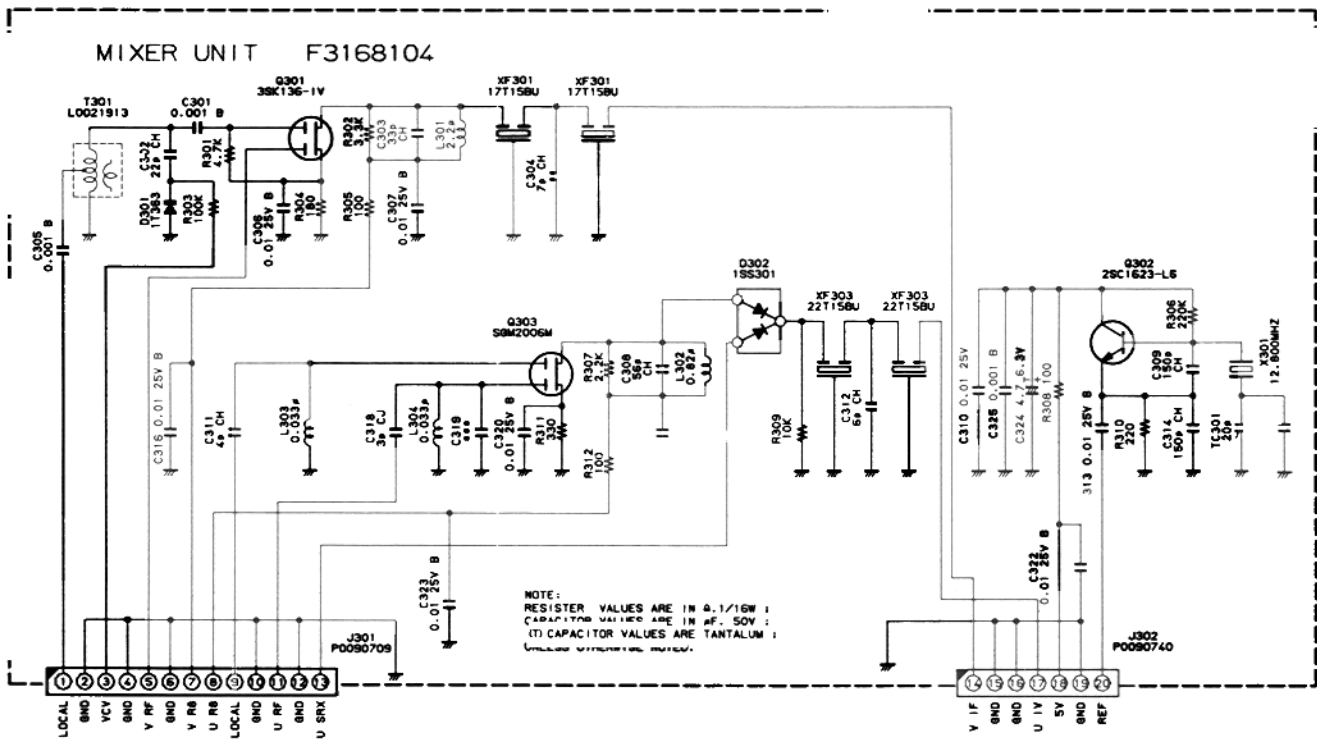 MIXER UNIT F3168104
Q301
3SK136-1V
XF301
17T15BU
XF301
17T15BU
T301
L0021913
C301
0.001 B
C302
22p CH
R301
4.7K
R302
3.3K
C303
33p
CH
L301
2.2μ
C304
7p CH
D301
1T363
R303
100K
C306
0.01 25V B
R304
180
R305
100
C307
0.01 25V B
C305
0.001 B
D302
1SS301
Q302
2SC1623-L6
XF303
22T15BU
XF303
22T15BU
Q303
SGM2006M
R307
2.2K
C308
56p
CH
L302
0.82μ
R306
220K
X301
12.800MHZ
C309
150p
CH
C316 0.01 25V B
C311
4p CH
L303
0.033μ
C318
3p CJ
L304
0.033μ
C319
C320
0.01 25V B
R311
330
R312
100
R309
10K
C312
6p CH
C310 0.01 25V
C325 0.001 B
C324 4.7 6.3V
+
R308 100
313 0.01 25V B
R310
220
C314
150p CH
TC301
20p
C323
0.01 25V B
C322
0.01 25V B
NOTE:
RESISTER VALUES ARE IN Ω.1/16W ;
CAPACITOR VALUES ARE IN μF. 50V ;
(T) CAPACITOR VALUES ARE TANTALUM ;
UNLESS OTHERWISE NOTED.
J301
P0090709
J302
P0090740
1 2 3 4 5 6 7 8 9 10 11 12 13
14 15 16 17 18 19 20
LOCAL
GND
VCV
GND
V RF
GND
V R8
U R8
LOCAL
GND
U RF
GND
U SRX
V IF
GND
GND
U IV
5V
GND
REF